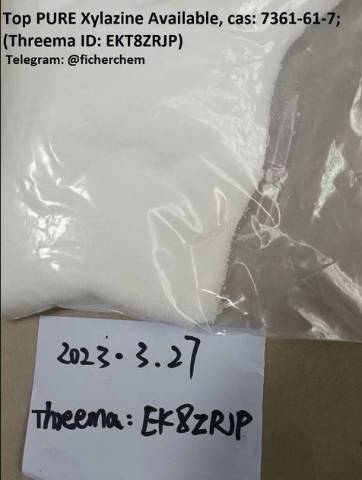 Top PURE Xylazine Available, cas: 7361-61-7;
(Threema ID: EKT8ZRJP)
Telegram: @ficherchem
2023.3.27
Threema: EK8ZRJP